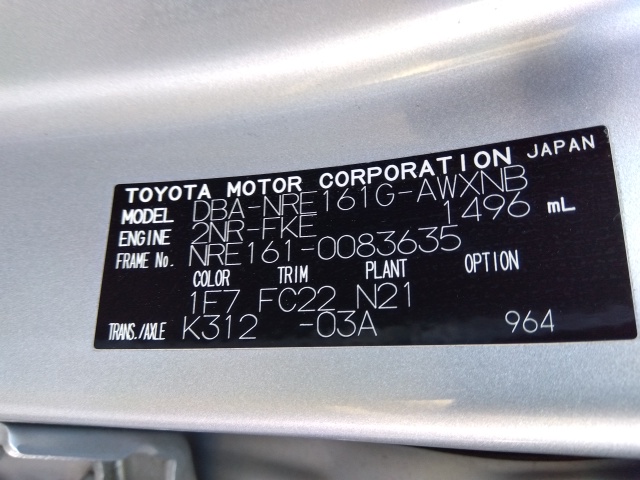 TOYOTA MOTOR CORPORATION JAPAN
MODEL DBA-NRE161G-AWXNB
ENGINE 2NR-FKE 1496 mL
FRAME No. NRE161-0083635
COLOR TRIM PLANT OPTION
1F7 FC22 N21
TRANS./AXLE K312 -03A 964